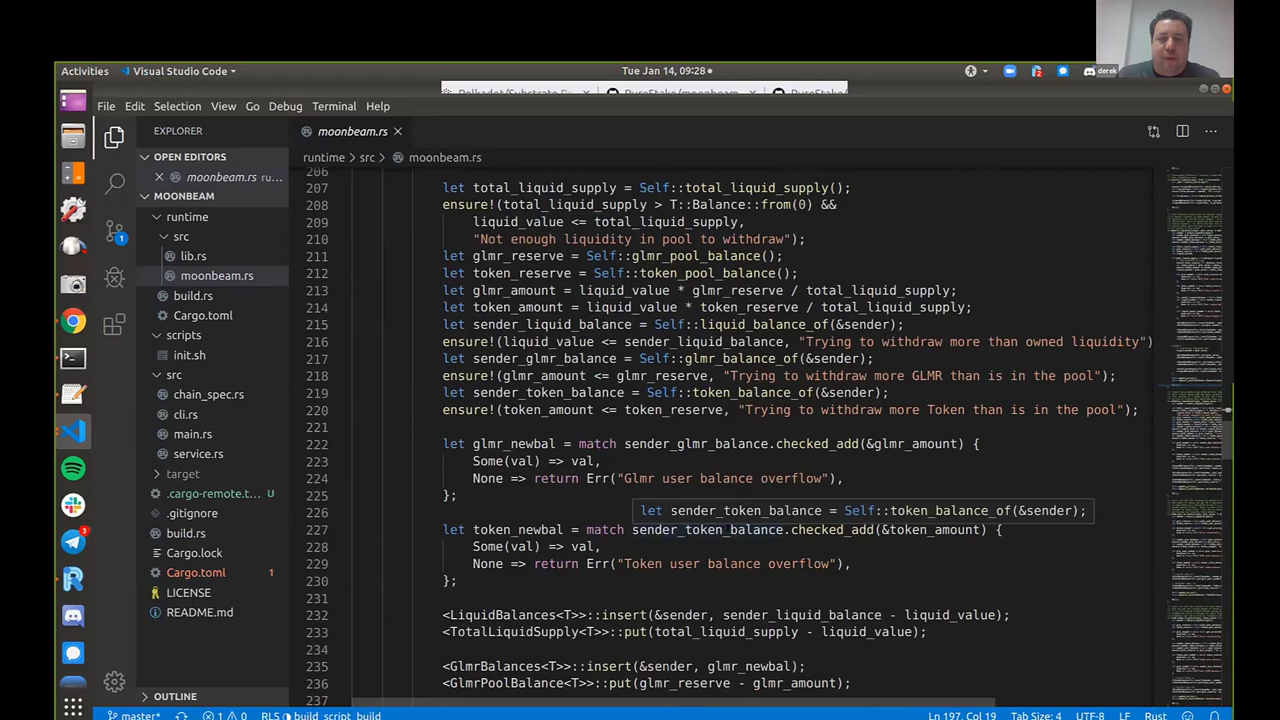 derek
Activities Visual Studio Code Tue Jan 14, 09:28
File Edit Selection View Go Debug Terminal Help
EXPLORER
OPEN EDITORS
moonbeam.rs ru...
MOONBEAM
runtime
src
lib.rs
moonbeam.rs
build.rs
Cargo.toml
scripts
init.sh
src
chain_spec.rs
cli.rs
main.rs
service.rs
target
.cargo-remote.t... U
.gitignore
build.rs
Cargo.lock
Cargo.toml 1
LICENSE
README.md
OUTLINE
moonbeam.rs
runtime > src > moonbeam.rs
206
207 let total_liquid_supply = Self::total_liquid_supply();
208 ensure!(total_liquid_supply > T::Balance::from(0) &&
209 liquid_value <= total_liquid_supply,
210 "Not enough liquidity in pool to withdraw");
211 let glmr_reserve = Self::glmr_pool_balance();
212 let token_reserve = Self::token_pool_balance();
213 let glmr_amount = liquid_value * glmr_reserve / total_liquid_supply;
214 let token_amount = liquid_value * token_reserve / total_liquid_supply;
215 let sender_liquid_balance = Self::liquid_balance_of(&sender);
216 ensure!(liquid_value <= sender_liquid_balance, "Trying to withdraw more than owned liquidity")
217 let sender_glmr_balance = Self::glmr_balance_of(&sender);
218 ensure!(glmr_amount <= glmr_reserve, "Trying to withdraw more GLMR than is in the pool");
219 let sender_token_balance = Self::token_balance_of(&sender);
220 ensure!(token_amount <= token_reserve, "Trying to withdraw more Token than is in the pool");
221
222 let glmr_newbal = match sender_glmr_balance.checked_add(&glmr_amount) {
223 Some(val) => val,
224 None => return Err("Glmr user balance overflow"),
225 };
226 let sender_token_balance = Self::token_balance_of(&sender);
227 let token_newbal = match sender_token_balance.checked_add(&token_amount) {
228 Some(val) => val,
229 None => return Err("Token user balance overflow"),
230 };
231
232 <LiquidBalances<T>>::insert(&sender, sender_liquid_balance - liquid_value);
233 <TotalLiquidSupply<T>>::put(total_liquid_supply - liquid_value);
234
235 <GlmrBalances<T>>::insert(&sender, glmr_newbal);
236 <GlmrPoolBalance<T>>::put(glmr_reserve - glmr_amount);
237
master* 1 0 RLS build_script_build Ln 197, Col 19 Tab Size: 4 UTF-8 LF Rust